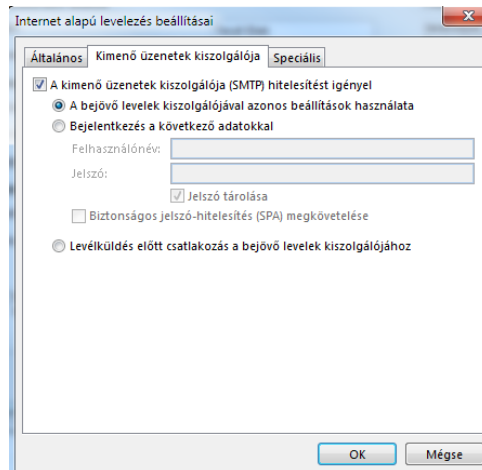 Internet alapú levelezés beállításai
Általános Kimenő üzenetek kiszolgálója Speciális
A kimenő üzenetek kiszolgálója (SMTP) hitelesítést igényel
A bejövő levelek kiszolgálójával azonos beállítások használata
Bejelentkezés a következő adatokkal
Felhasználónév:
Jelszó:
Jelszó tárolása
Biztonságos jelszó-hitelesítés (SPA) megkövetelése
Levélküldés előtt csatlakozás a bejövő levelek kiszolgálójához
OK Mégse